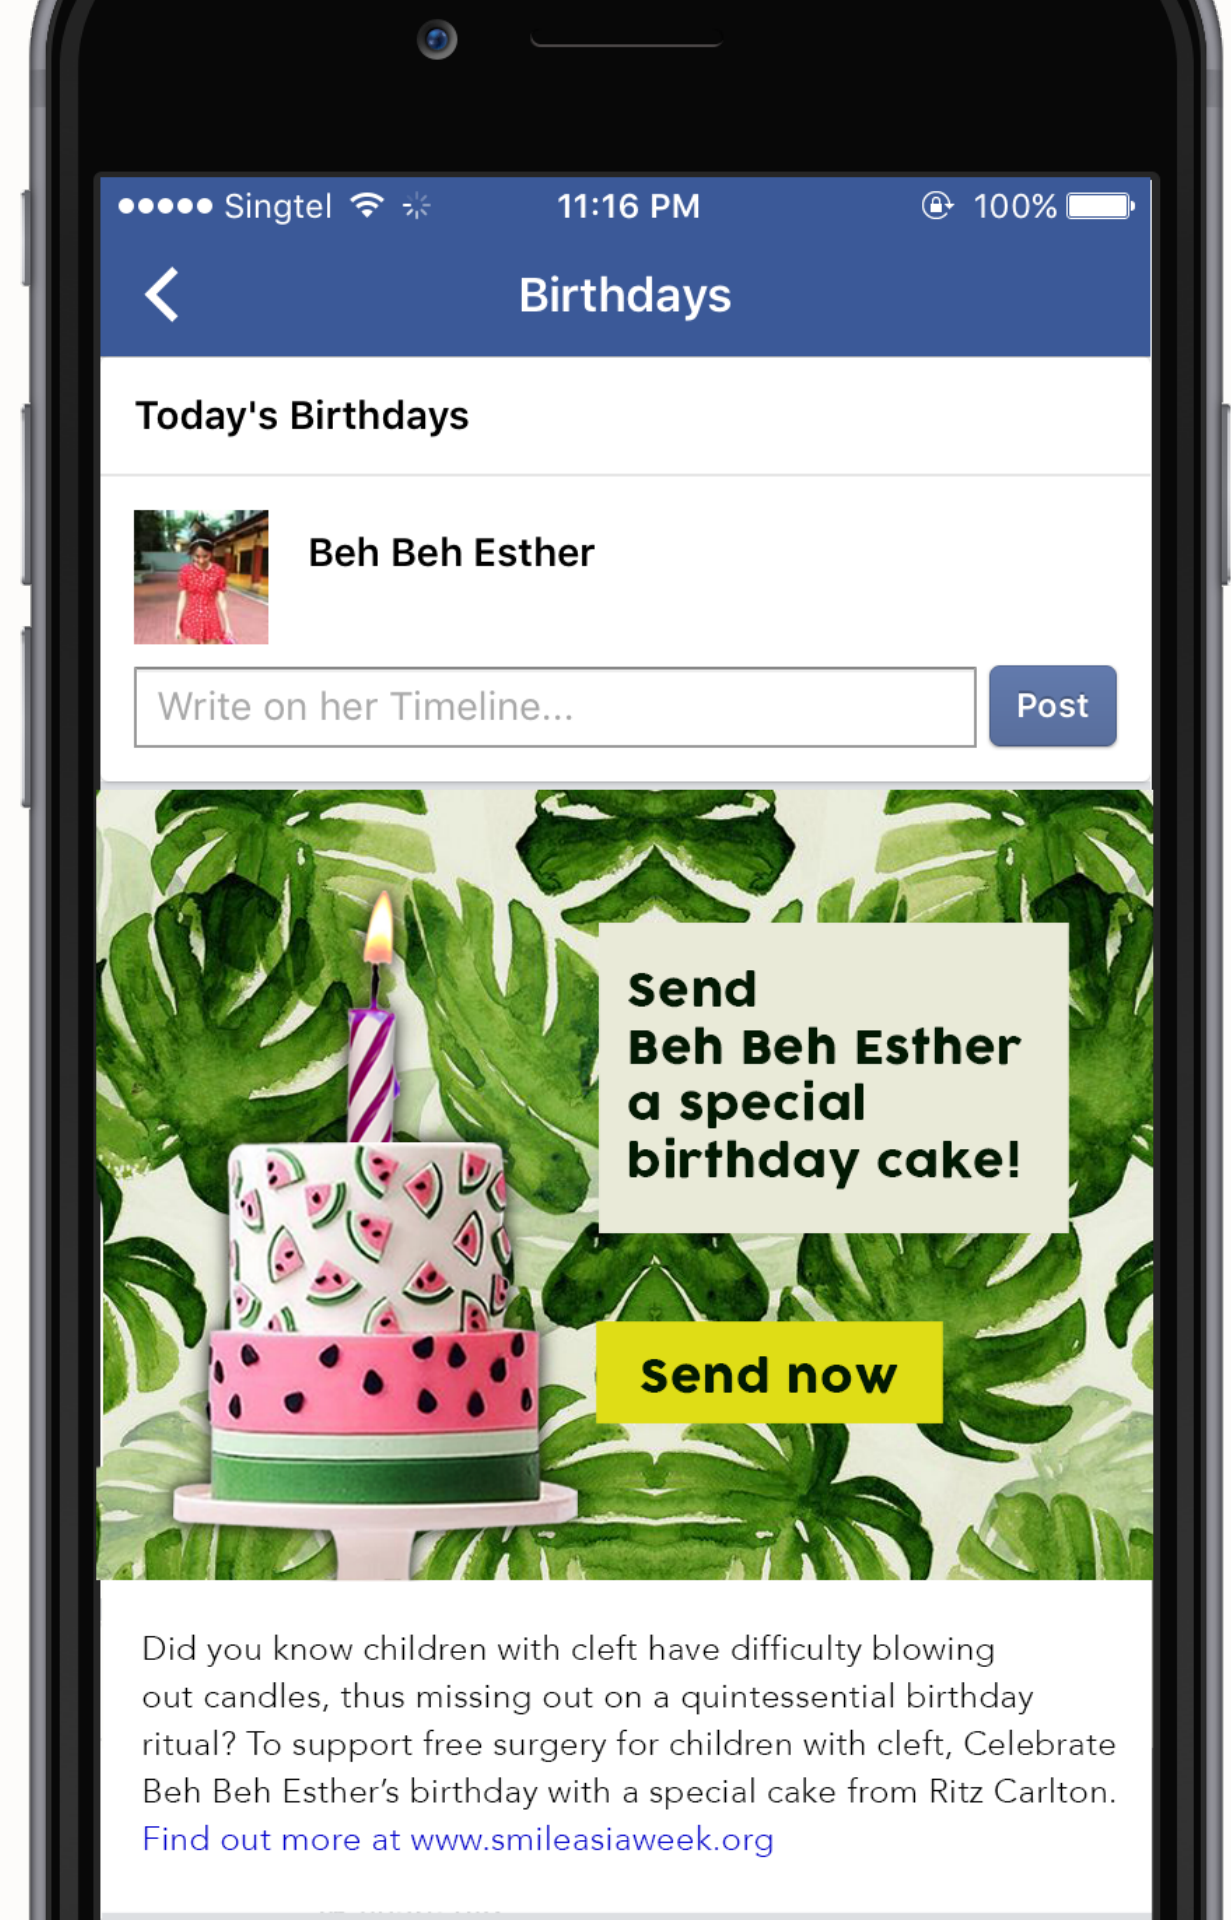 Singtel 11:16 PM 100%
Birthdays
Today's Birthdays
Beh Beh Esther
Write on her Timeline...
Post
Send
Beh Beh Esther
a special
birthday cake!
Send now
Did you know children with cleft have difficulty blowing
out candles, thus missing out on a quintessential birthday
ritual? To support free surgery for children with cleft, Celebrate
Beh Beh Esther’s birthday with a special cake from Ritz Carlton.
Find out more at www.smileasiaweek.org